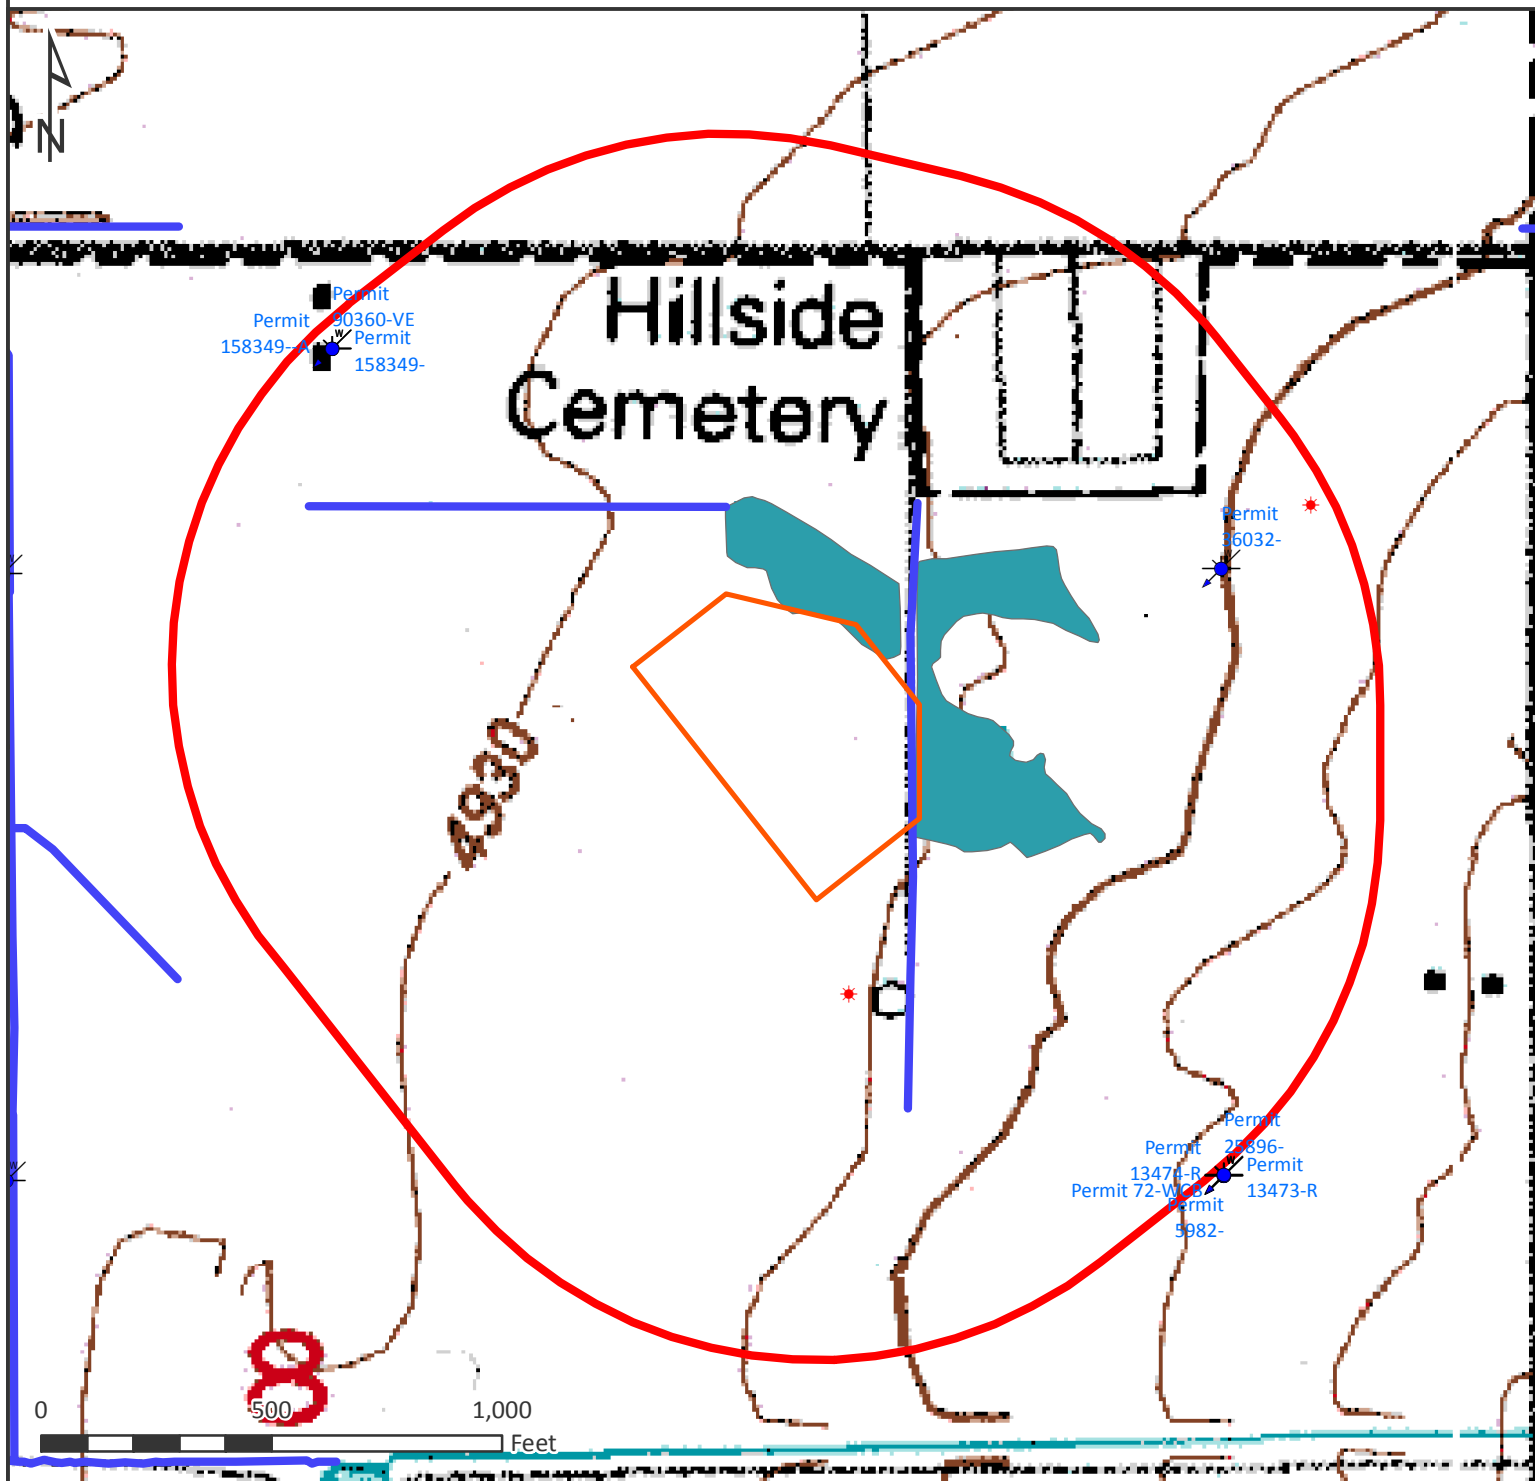 N
Permit
90360-VE
Permit
158349--A
Permit
158349-
Hillside
Cemetery
Permit
36032-
4930
Permit
25896-
Permit
13474-R
Permit
13473-R
Permit 72-WCB
Permit
5982-
8
0
500
1,000
Feet